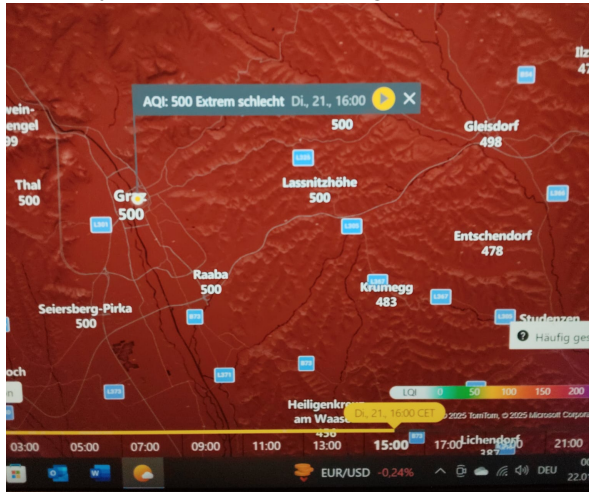 AQI: 500 Extrem schlecht Di., 21., 16:00
500
Gleisdorf
498
Thal
500
Graz
500
Lassnitzhöhe
500
Entschendorf
478
Raaba
500
Krumegg
483
Seiersberg-Pirka
500
Studenzen
Häufig
Heiligenkreuz
am Waasen
LQI 0 50 100 150 200
Di., 21., 16:00 CET
© 2025 TomTom, © 2025 Microsoft
03:00 05:00 07:00 09:00 11:00 13:00 15:00 17:00 21:00
EUR/USD -0,24%
DEU